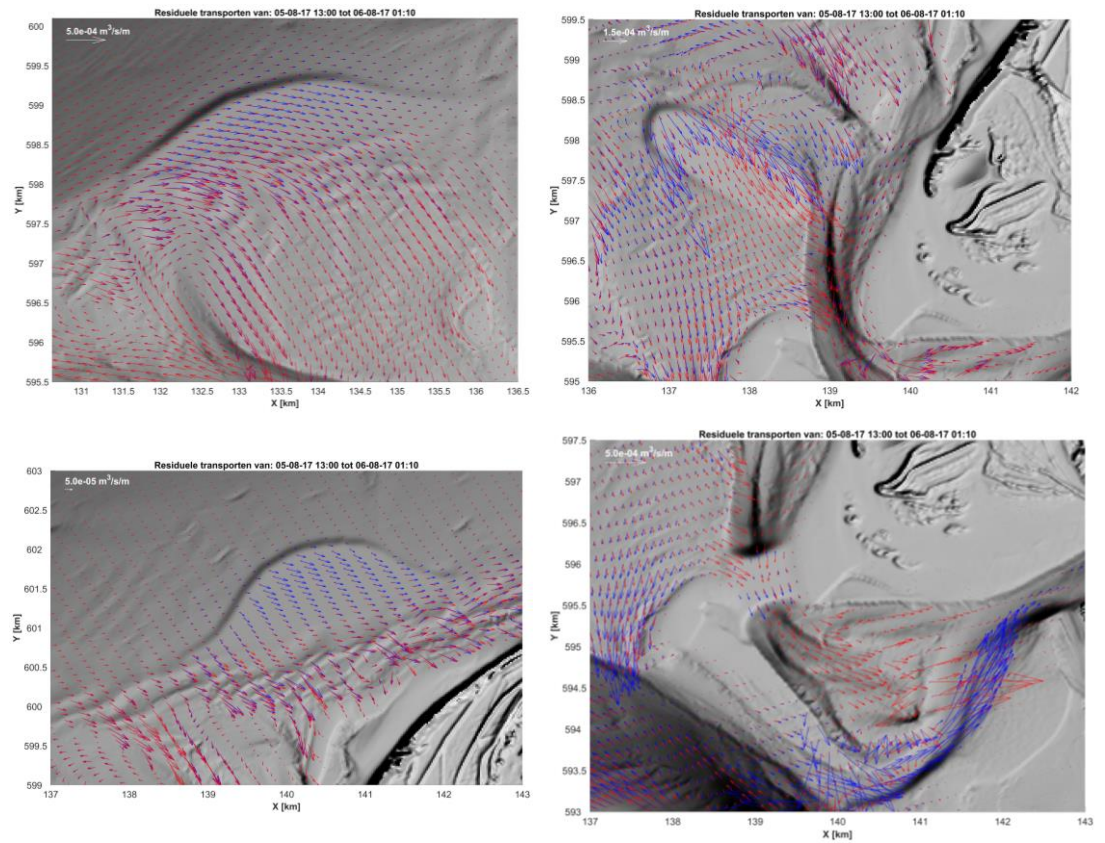 Residuele transporten van: 05-08-17 13:00 tot 06-08-17 01:10
5.0e-04 m³/s/m
600
599.5
599
598.5
598
597.5
597
596.5
596
595.5
Y [km]
131 131.5 132 132.5 133 133.5 134 134.5 135 135.5 136 136.5
X [km]
Residuele transporten van: 05-08-17 13:00 tot 06-08-17 01:10
1.5e-04 m³/s/m
599.5
599
598.5
598
597.5
597
596.5
596
595.5
595
Y [km]
136 137 138 139 140 141 142
X [km]
Residuele transporten van: 05-08-17 13:00 tot 06-08-17 01:10
5.0e-05 m³/s/m
603
602.5
602
601.5
601
600.5
600
599.5
599
Y [km]
137 138 139 140 141 142 143
X [km]
Residuele transporten van: 05-08-17 13:00 tot 06-08-17 01:10
5.0e-04 m³/s/m
597.5
597
596.5
596
595.5
595
594.5
594
593.5
593
Y [km]
137 138 139 140 141 142 143
X [km]